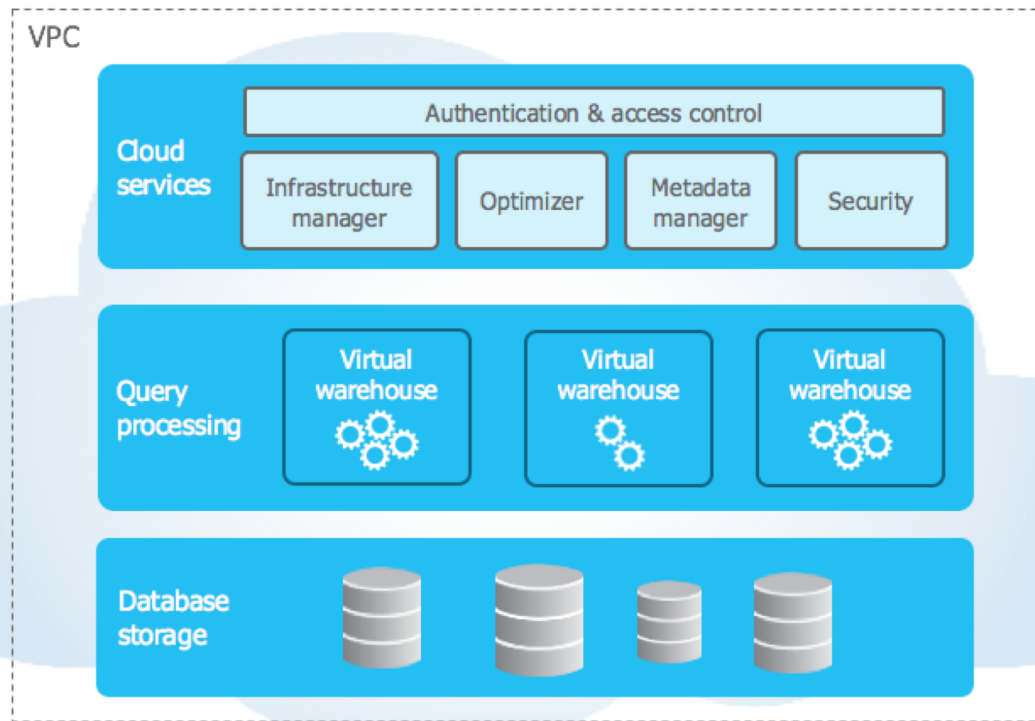 VPC
Authentication & access control
Cloud
services
Infrastructure
manager
Optimizer
Metadata
manager
Security
Query
processing
Virtual
warehouse
Virtual
warehouse
Virtual
warehouse
Database
storage